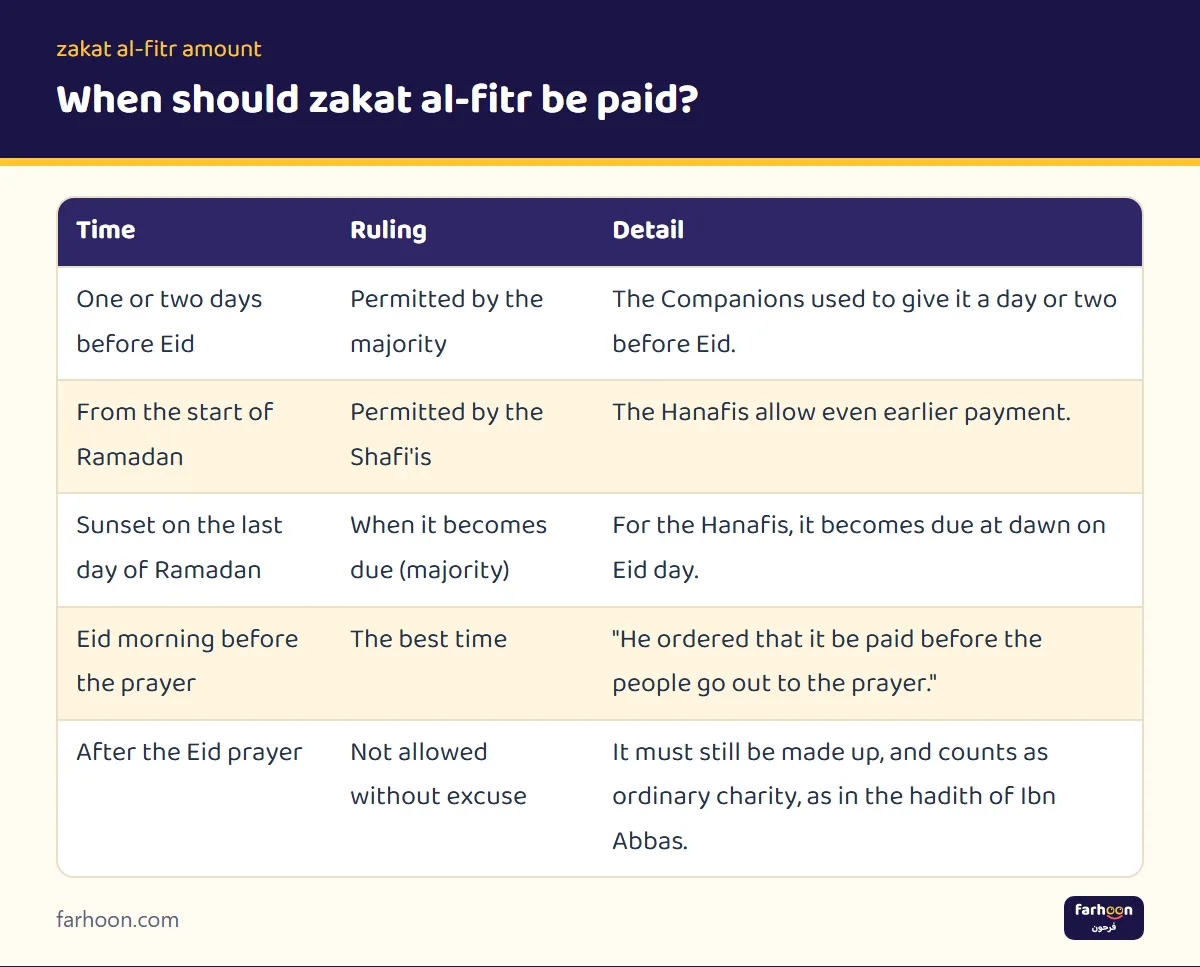 zakat al-fitr amount
When should zakat al-fitr be paid?
Time
Ruling
Detail
One or two days
before Eid
Permitted by the
majority
The Companions used to give it a day or two
before Eid.
From the start of
Ramadan
Permitted by the
Shafi'is
The Hanafis allow even earlier payment.
Sunset on the last
day of Ramadan
When it becomes
due (majority)
For the Hanafis, it becomes due at dawn on
Eid day.
Eid morning before
the prayer
The best time
"He ordered that it be paid before the
people go out to the prayer."
After the Eid prayer
Not allowed
without excuse
It must still be made up, and counts as
ordinary charity, as in the hadith of Ibn
Abbas.
farhoon.com
farhoon
فرحون